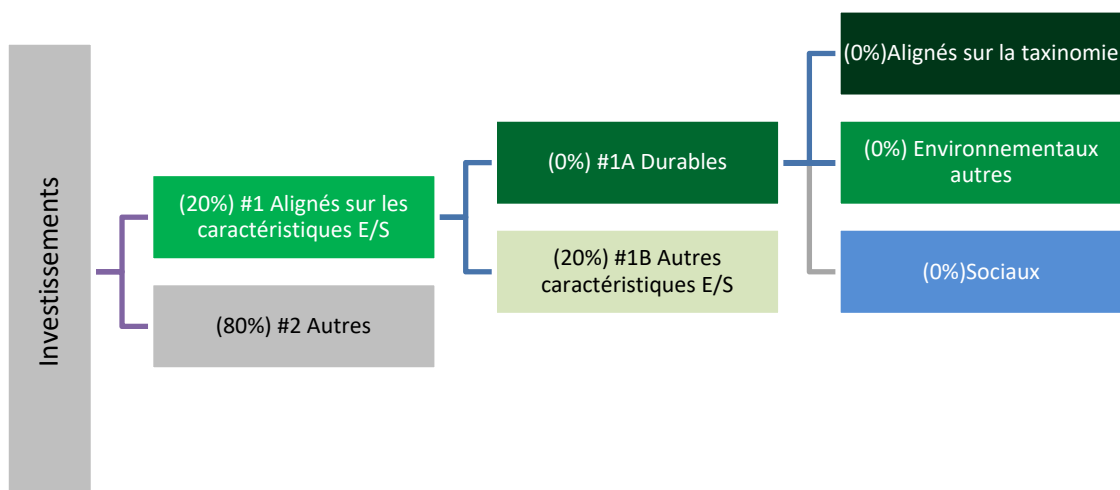 Investissements
(20%) #1 Alignés sur les
caractéristiques E/S
(80%) #2 Autres
(0%) #1A Durables
(20%) #1B Autres
caractéristiques E/S
(0%)Alignés sur la taxinomie
(0%) Environnementaux
autres
(0%)Sociaux